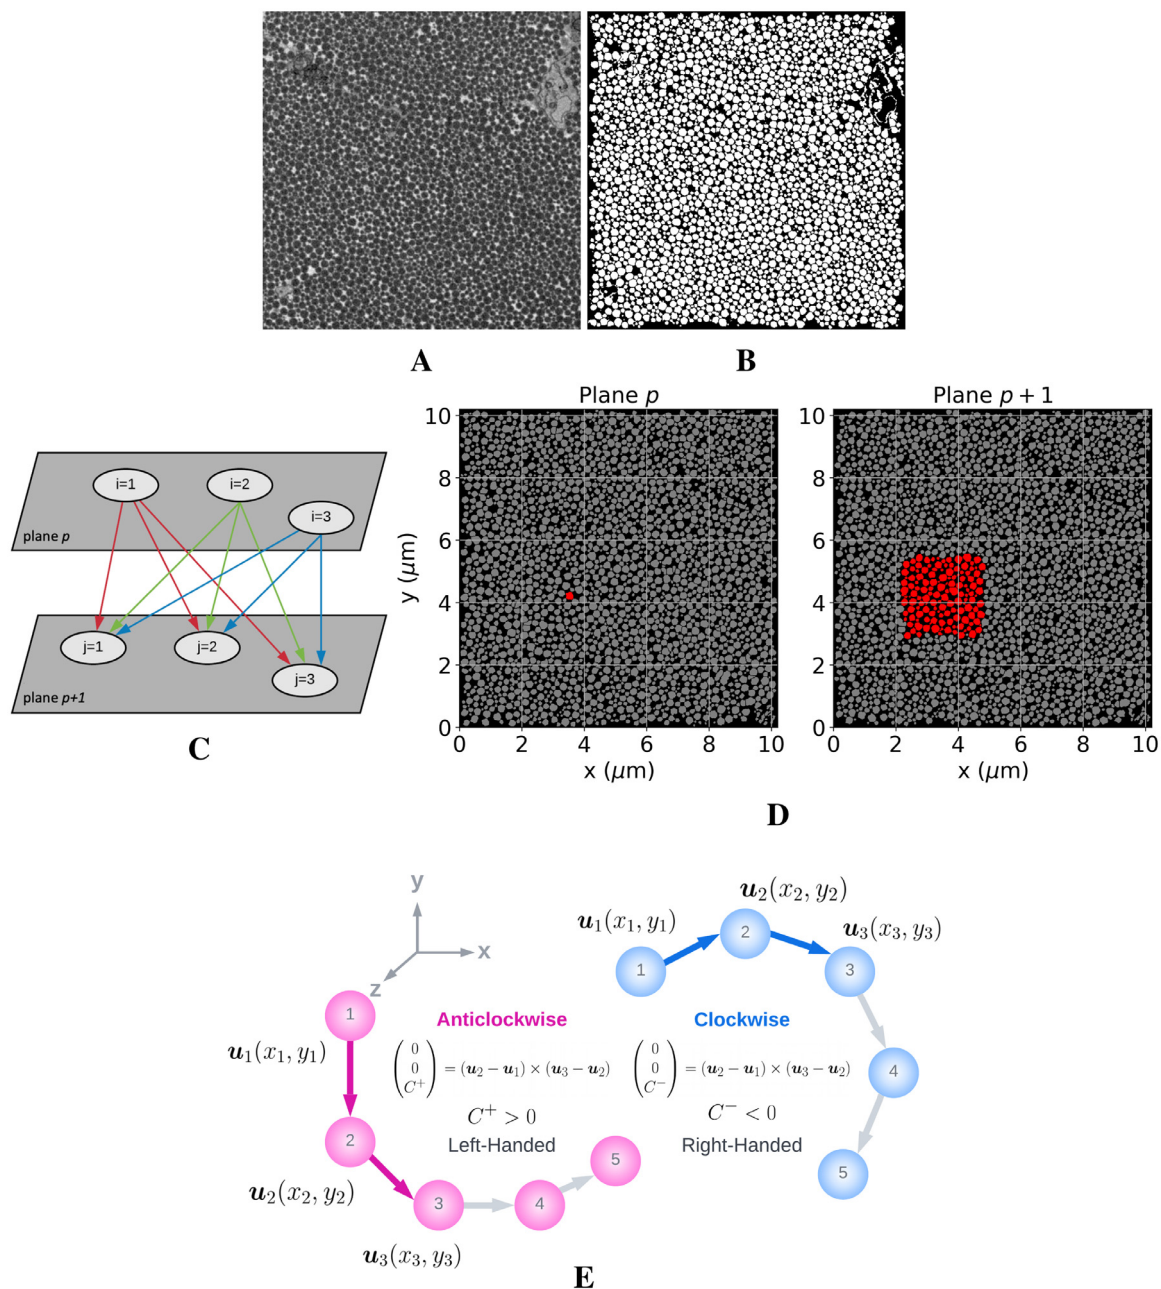 A
B
i=1
i=2
i=3
plane p
j=1
j=2
j=3
plane p+1
C
Plane p
Plane p + 1
10
8
6
4
2
0
y (μm)
0 2 4 6 8 10
x (μm)
10
8
6
4
2
0
0 2 4 6 8 10
x (μm)
D
y
x
z
1
u₁(x₁, y₁)
2
u₂(x₂, y₂)
3
u₃(x₃, y₃)
4
5
Anticlockwise
(0 0 C⁺) = (u₂ − u₁) × (u₃ − u₂)
C⁺ > 0
Left-Handed
u₁(x₁, y₁)
1
u₂(x₂, y₂)
2
u₃(x₃, y₃)
3
4
5
Clockwise
(0 0 C⁻) = (u₂ − u₁) × (u₃ − u₂)
C⁻ < 0
Right-Handed
E